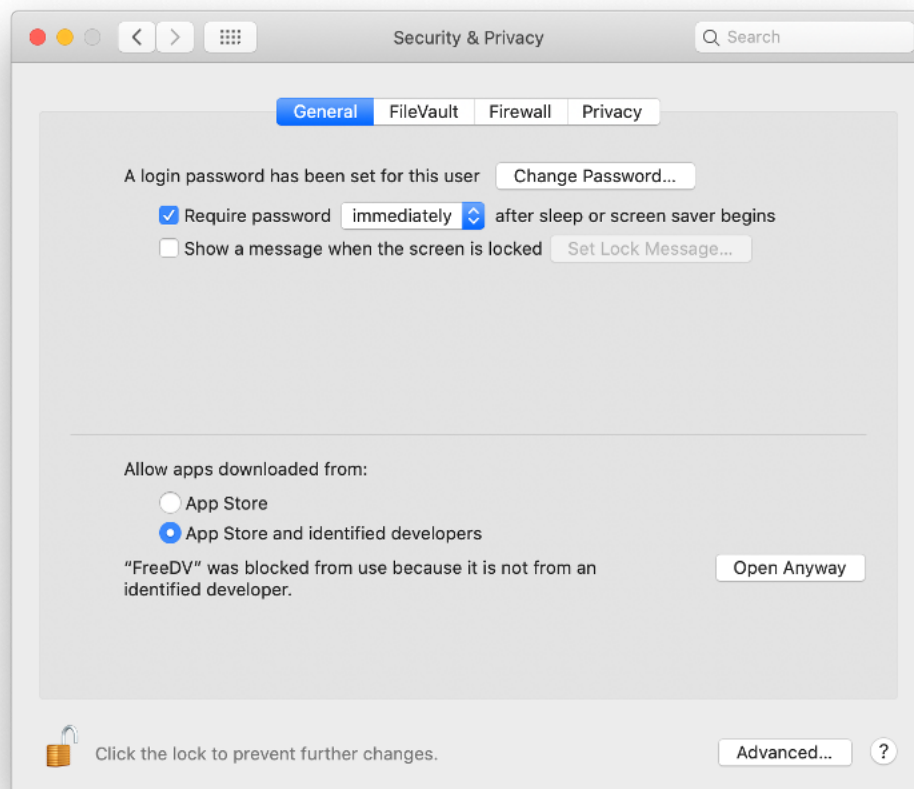 Security & Privacy
Search
General FileVault Firewall Privacy
A login password has been set for this user Change Password...
Require password immediately after sleep or screen saver begins
Show a message when the screen is locked Set Lock Message...
Allow apps downloaded from:
App Store
App Store and identified developers
“FreeDV” was blocked from use because it is not from an Open Anyway
identified developer.
Click the lock to prevent further changes. Advanced... ?